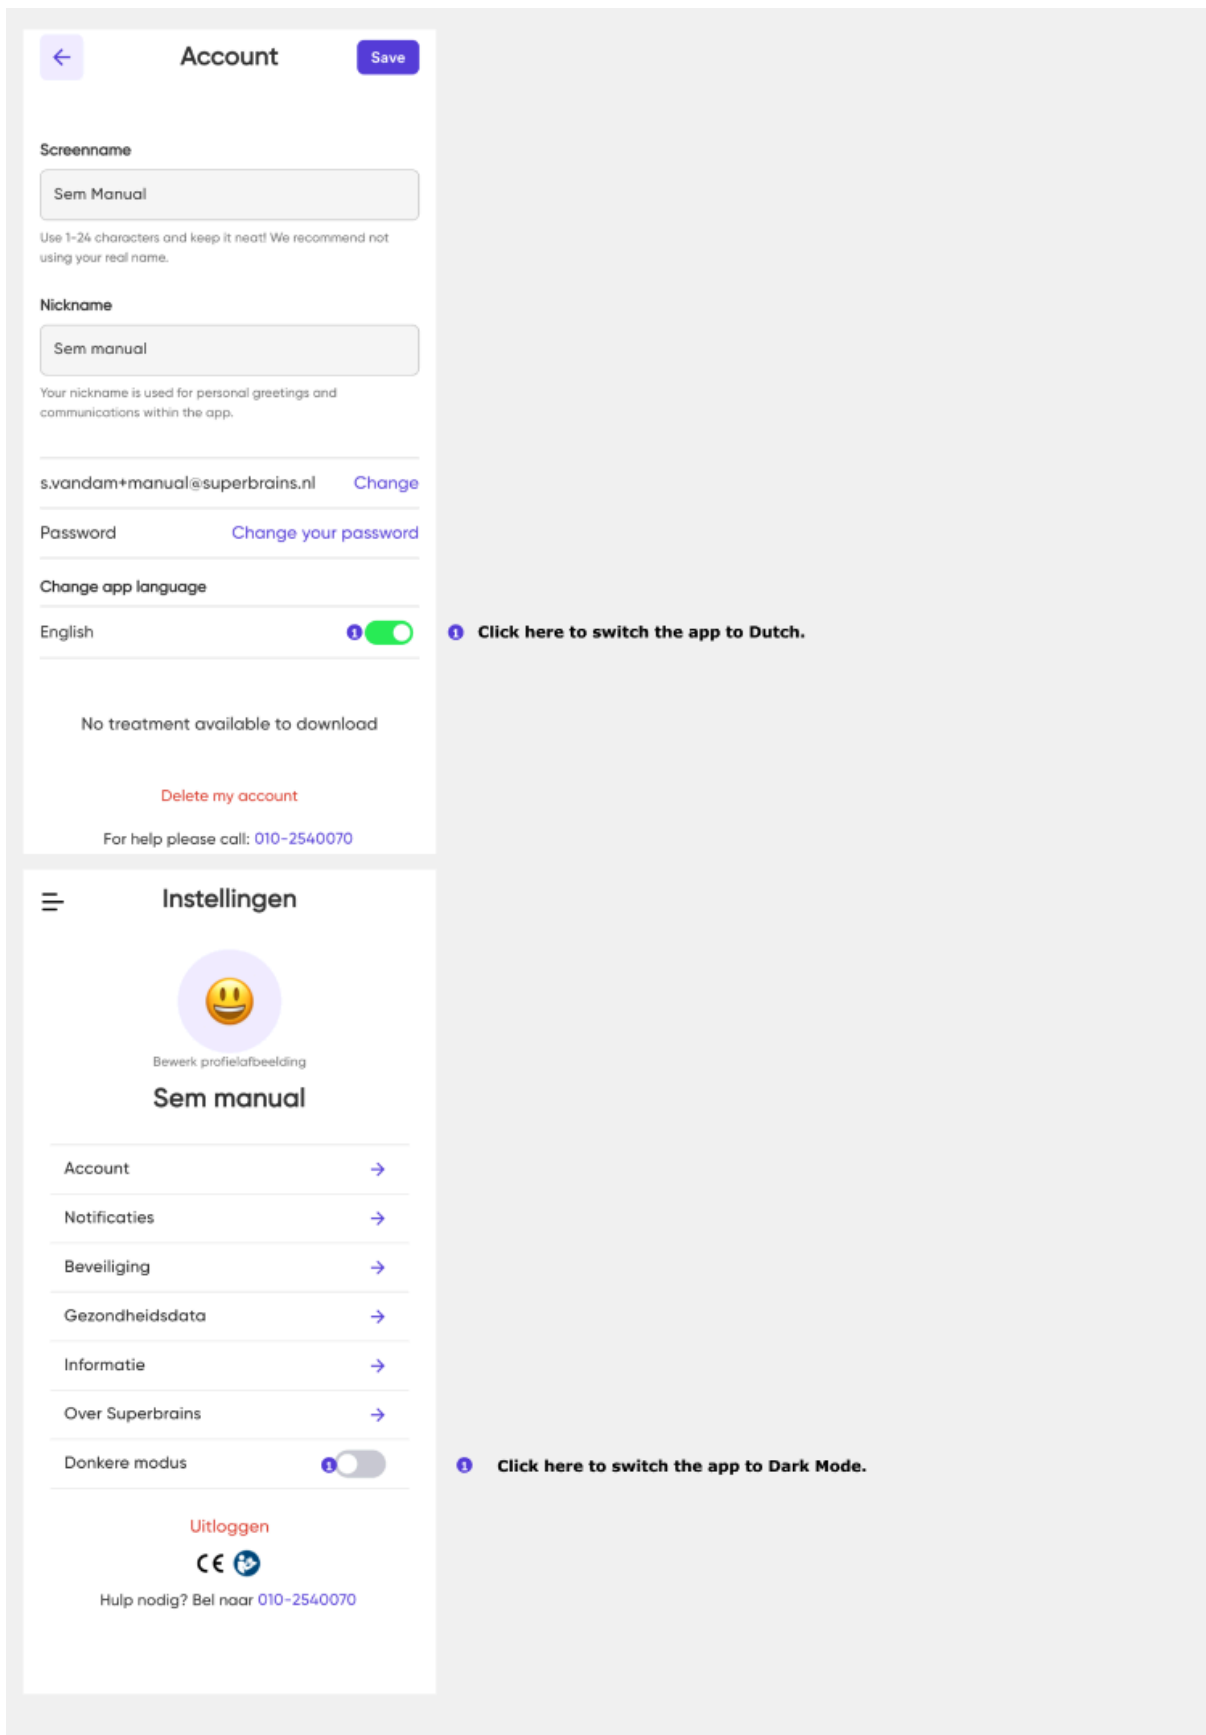 Account
Save
Screenname
Sem Manual
Use 1-24 characters and keep it neat! We recommend not
using your real name.
Nickname
Sem manual
Your nickname is used for personal greetings and
communications within the app.
s.vandam+manual@superbrains.nl Change
Password Change your password
Change app language
English 1
1 Click here to switch the app to Dutch.
No treatment available to download
Delete my account
For help please call: 010-2540070
Instellingen
Bewerk profielafbeelding
Sem manual
Account
Notificaties
Beveiliging
Gezondheidsdata
Informatie
Over Superbrains
Donkere modus 1
1 Click here to switch the app to Dark Mode.
Uitloggen
CE
Hulp nodig? Bel naar 010-2540070